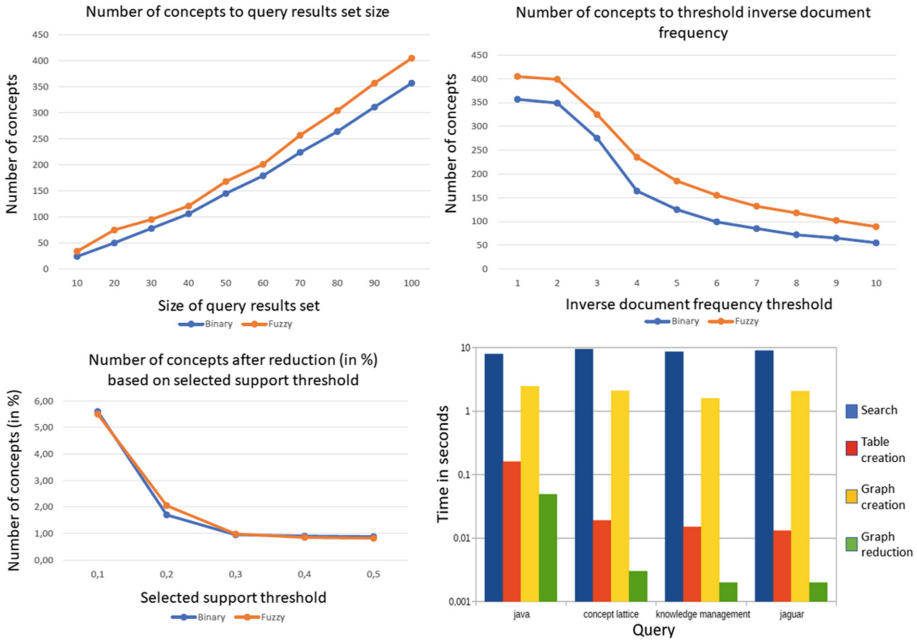 Number of concepts to query results set size
450
400
350
300
250
200
150
100
50
0
Number of concepts
10 20 30 40 50 60 70 80 90 100
Size of query results set
Binary Fuzzy
Number of concepts to threshold inverse document
frequency
450
400
350
300
250
200
150
100
50
0
Number of concepts
1 2 3 4 5 6 7 8 9 10
Inverse document frequency threshold
Binary Fuzzy
Number of concepts after reduction (in %)
based on selected support threshold
6,00
5,00
4,00
3,00
2,00
1,00
0,00
Number of concepts (in %)
0,1 0,2 0,3 0,4 0,5
Selected support threshold
Binary Fuzzy
10
1
0,1
0,01
0,001
Time in seconds
java concept lattice knowledge management jaguar
Query
Search
Table
creation
Graph
creation
Graph
reduction